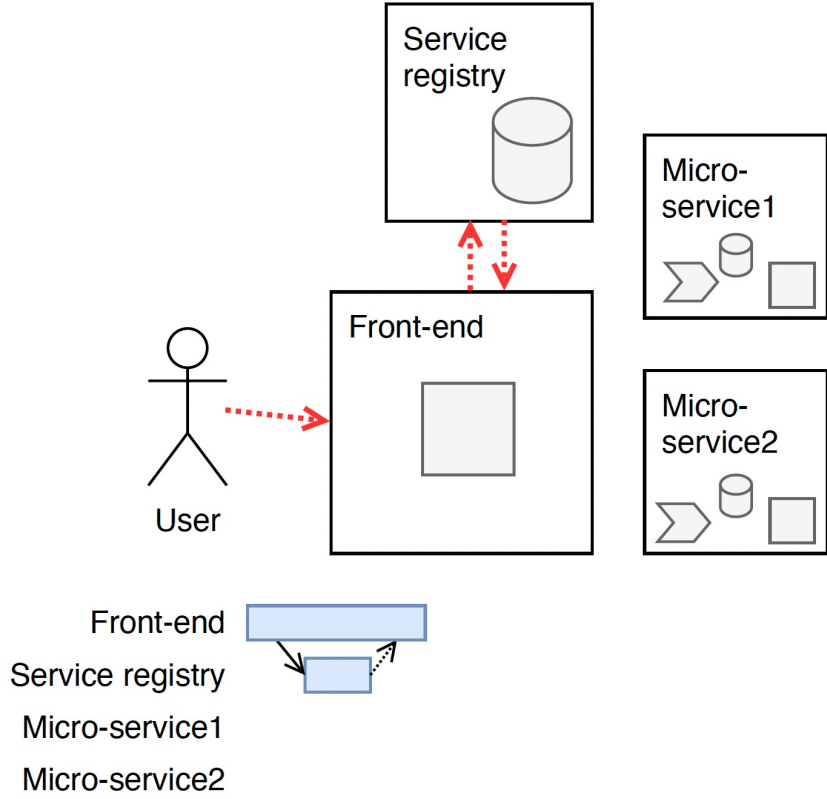 Service
registry
Micro-
service1
Front-end
Micro-
service2
User
Front-end
Service registry
Micro-service1
Micro-service2